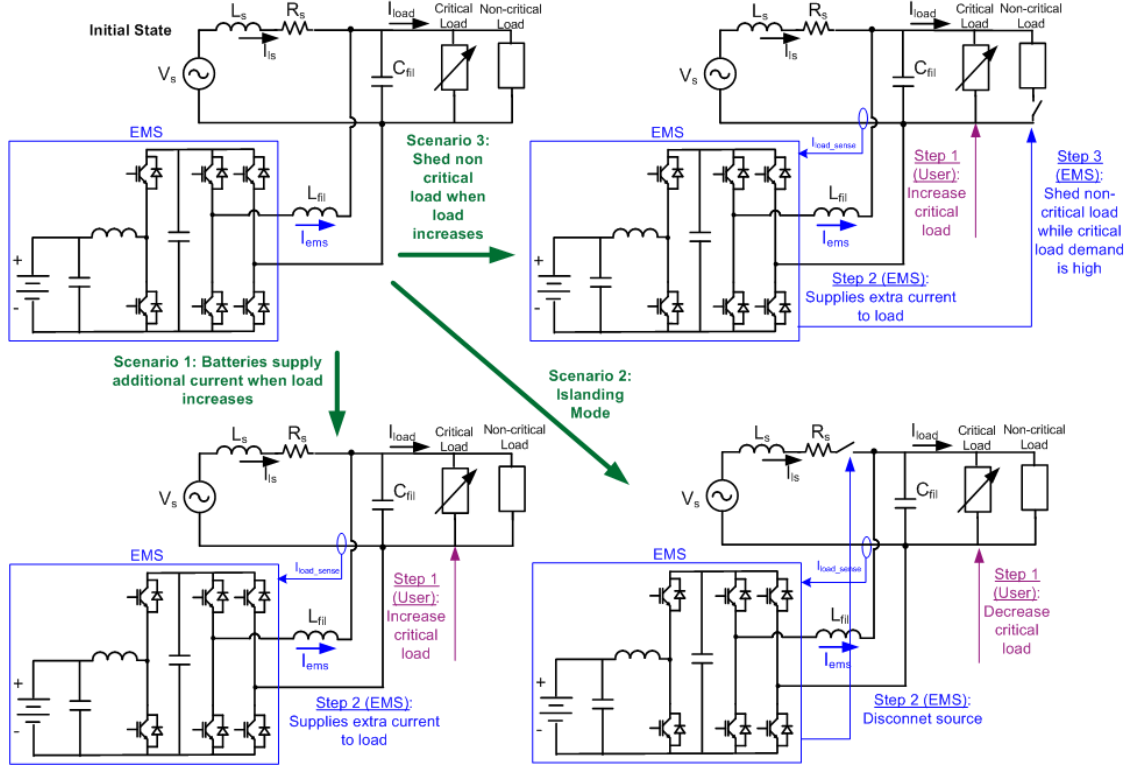 Initial State
Ls
Rs
Iload
Critical
Load
Non-critical
Load
Ils
Vs
Cfil
EMS
Lfil
Iems
+
-
Scenario 3:
Shed non
critical
load when
load
increases
Ls
Rs
Iload
Critical
Load
Non-critical
Load
Ils
Vs
Cfil
EMS
Iload_sense
Lfil
Iems
+
-
Step 1
(User):
Increase
critical
load
Step 3
(EMS):
Shed non-
critical load
while critical
load demand
is high
Step 2 (EMS):
Supplies extra current
to load
Scenario 1: Batteries supply
additional current when load
increases
Scenario 2:
Islanding
Mode
Ls
Rs
Iload
Critical
Load
Non-critical
Load
Ils
Vs
Cfil
EMS
Iload_sense
Lfil
Iems
+
-
Step 1
(User):
Increase
critical
load
Step 2 (EMS):
Supplies extra current
to load
Ls
Rs
Iload
Critical
Load
Non-critical
Load
Ils
Vs
Cfil
EMS
Iload_sense
Lfil
Iems
+
-
Step 1
(User):
Decrease
critical
load
Step 2 (EMS):
Disconnet source